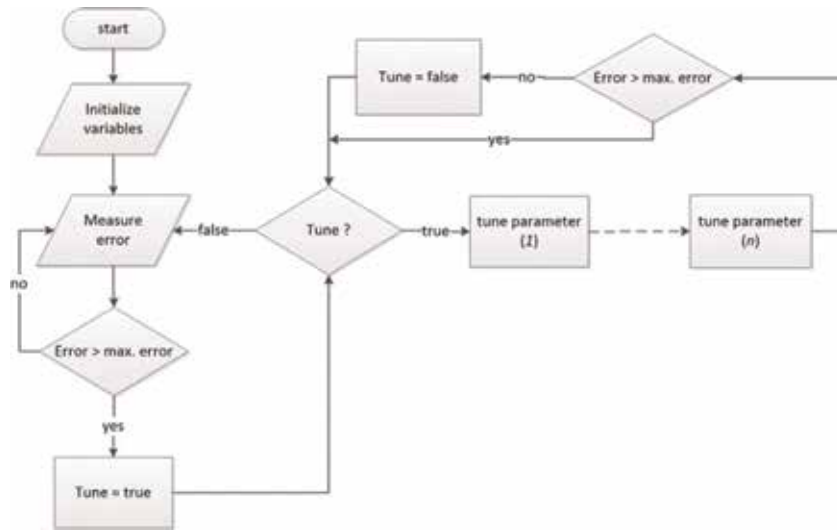 start
Initialize
variables
Measure
error
no
Error > max. error
yes
Tune = true
Tune = false
no
Error > max. error
yes
Tune ?
false
true
tune parameter
(1)
tune parameter
(n)